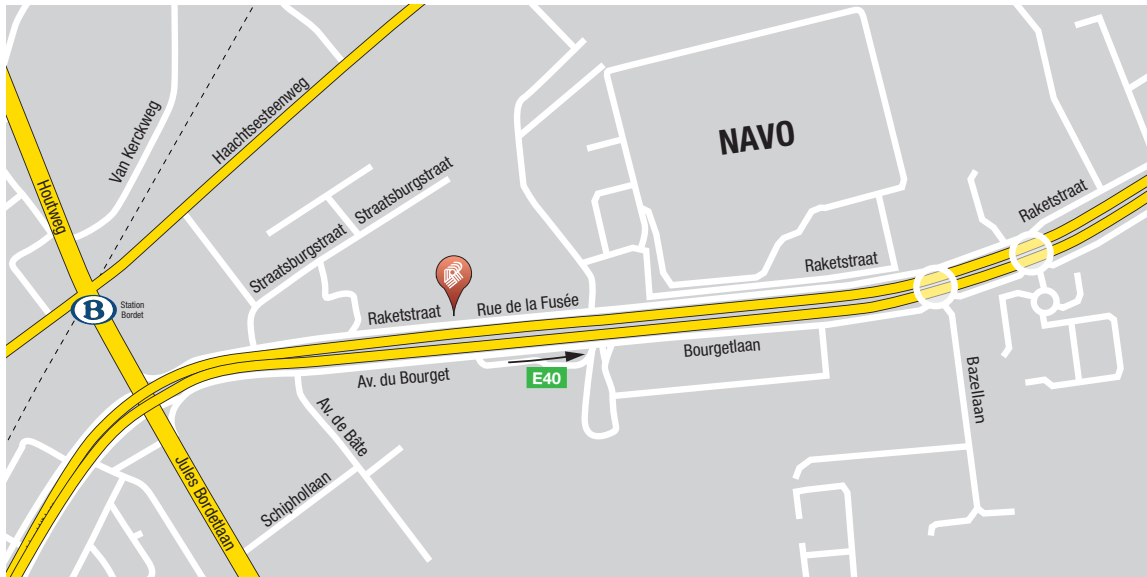 NAVO
Van Kerckweg
Haachtsesteenweg
Houtweg
Straatsburgstraat
Straatsburgstraat
Raketstraat
Raketstraat
B
Station
Bordet
Raketstraat
Rue de la Fusée
Bourgetlaan
Av. du Bourget
E40
Bazellaan
Av. de Bâle
Jules Bordetlaan
Schiphollaan